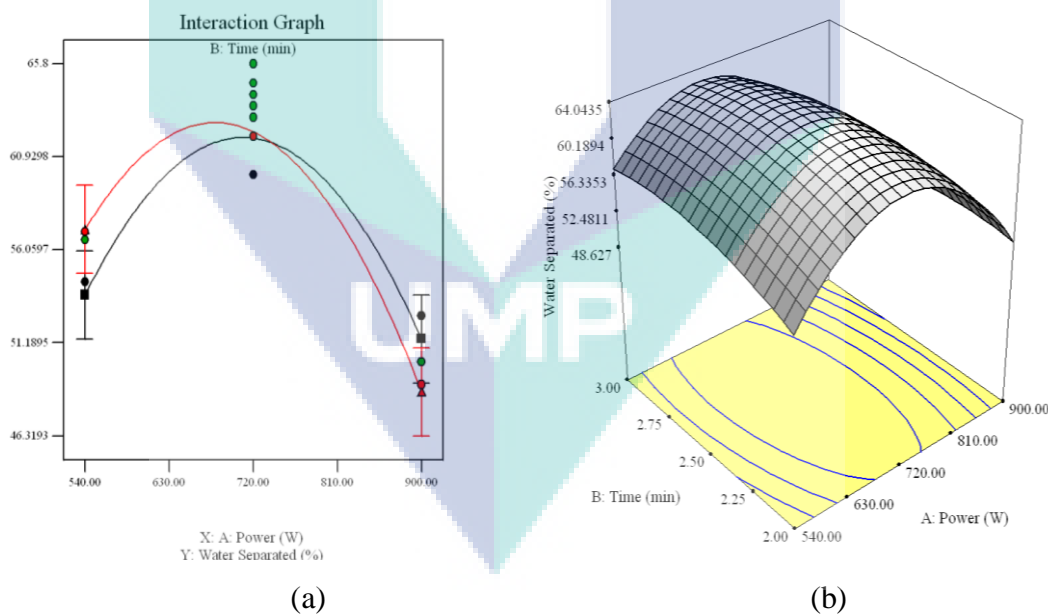 Interaction Graph
B: Time (min)
65.8
60.9298
56.0597
51.1895
46.3193
540.00
630.00
720.00
810.00
900.00
X: A: Power (W)
Y: Water Separated (%)
(a)
64.0435
60.1894
56.3353
52.4811
48.627
Water Separated (%)
3.00
2.75
2.50
2.25
2.00
B: Time (min)
540.00
630.00
720.00
810.00
900.00
A: Power (W)
(b)
UMP